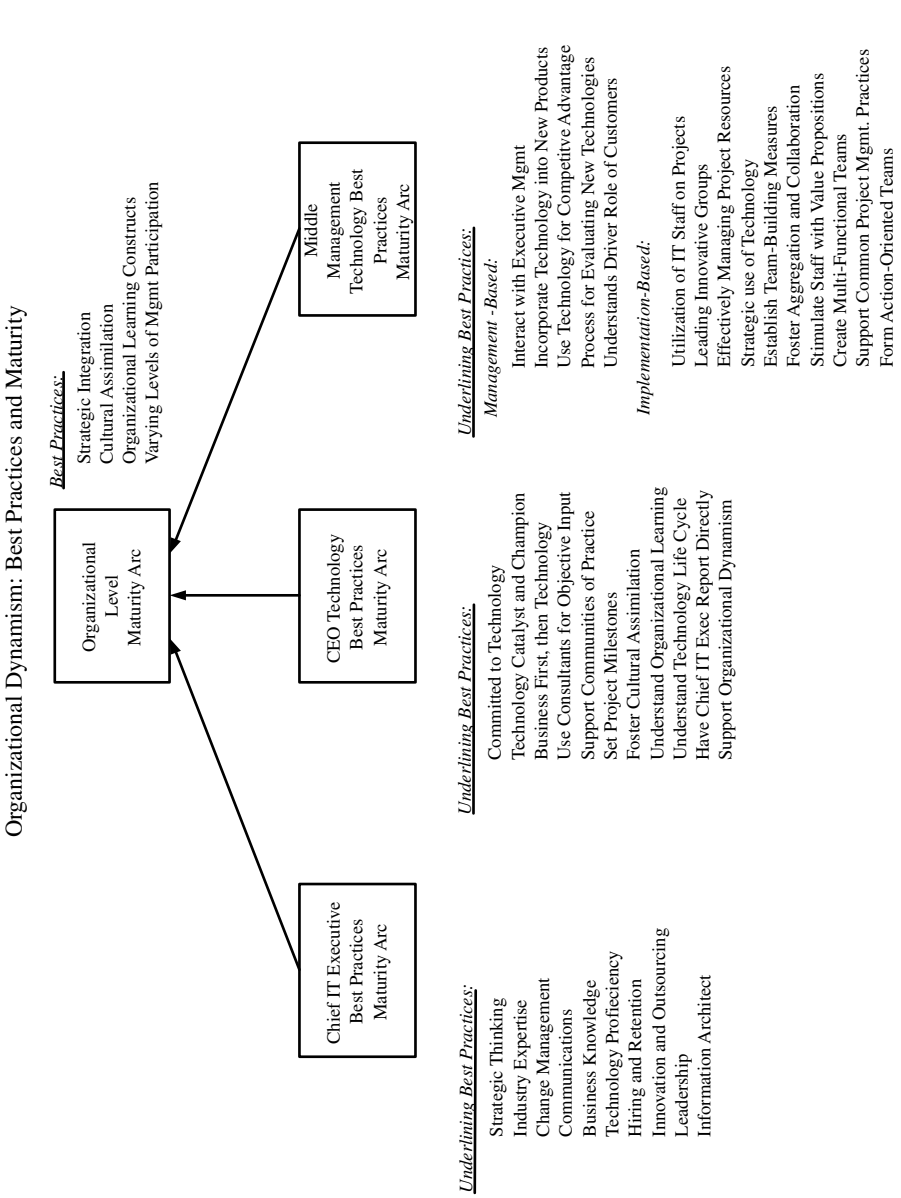 Organizational Dynamism: Best Practices and Maturity
Organizational
Level
Maturity Arc
Best Practices:
Strategic Integration
Cultural Assimilation
Organizational Learning Constructs
Varying Levels of Mgmt Participation
Chief IT Executive
Best Practices
Maturity Arc
CEO Technology
Best Practices
Maturity Arc
Middle
Management
Technology Best
Practices
Maturity Arc
Underlining Best Practices:
Strategic Thinking
Industry Expertise
Change Management
Communications
Business Knowledge
Technology Profieciency
Hiring and Retention
Innovation and Outsourcing
Leadership
Information Architect
Underlining Best Practices:
Committed to Technology
Technology Catalyst and Champion
Business First, then Technology
Use Consultants for Objective Input
Support Communities of Practice
Set Project Milestones
Foster Cultural Assimilation
Understand Organizational Learning
Understand Technology Life Cycle
Have Chief IT Exec Report Directly
Support Organizational Dynamism
Underlining Best Practices:
Management -Based:
Interact with Executive Mgmt
Incorporate Technology into New Products
Use Technology for Competitve Advantage
Process for Evaluating New Technologies
Understands Driver Role of Customers
Implementation-Based:
Utilization of IT Staff on Projects
Leading Innovative Groups
Effectively Managing Project Resources
Strategic use of Technology
Establish Team-Building Measures
Foster Aggregation and Collaboration
Stimulate Staff with Value Propositions
Create Multi-Functional Teams
Support Common Project Mgmt. Practices
Form Action-Oriented Teams